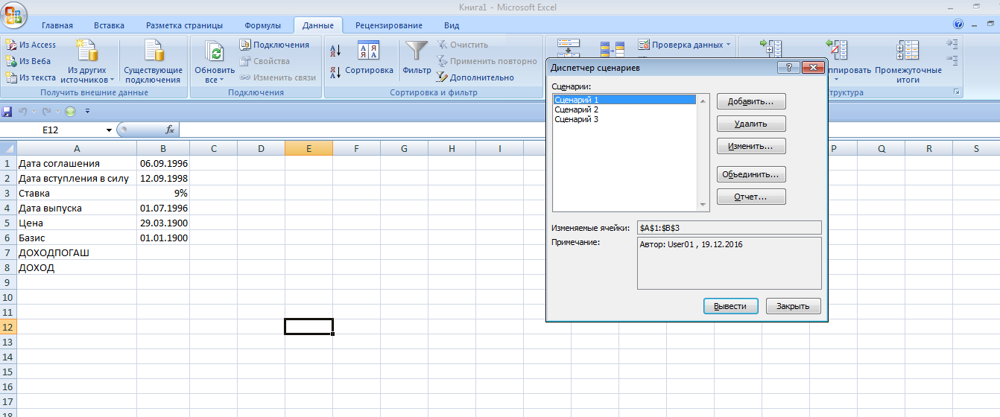 Книга1 - Microsoft Excel
Главная Вставка Разметка страницы Формулы Данные Рецензирование Вид
Из Access
Из Веба
Из текста
Из других источников
Существующие подключения
Получить внешние данные
Обновить все
Подключения
Свойства
Изменить связи
Подключения
Сортировка
Фильтр
Очистить
Применить повторно
Дополнительно
Сортировка и фильтр
Проверка данных
ппировать
Промежуточные итоги
труктура
E12
fx
A B C D E F G H I P Q R S
1 Дата соглашения 06.09.1996
2 Дата вступления в силу 12.09.1998
3 Ставка 9%
4 Дата выпуска 01.07.1996
5 Цена 29.03.1900
6 Базис 01.01.1900
7 ДОХОДПОГАШ
8 ДОХОД
9
10
11
12
13
14
15
16
17
18
Диспетчер сценариев
Сценарии:
Сценарий 1
Сценарий 2
Сценарий 3
Добавить...
Удалить
Изменить...
Объединить...
Отчет...
Изменяемые ячейки: $A$1:$B$3
Примечание: Автор: User01 , 19.12.2016
Вывести Закрыть